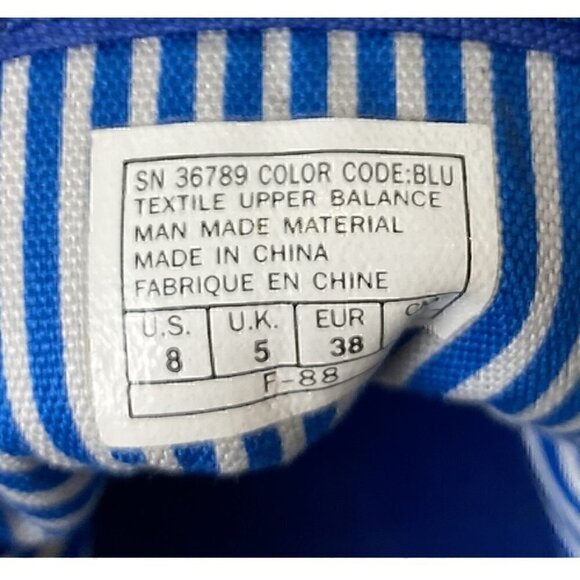 SN 36789 COLOR CODE:BLU
TEXTILE UPPER BALANCE
MAN MADE MATERIAL
MADE IN CHINA
FABRIQUE EN CHINE
U.S. U.K. EUR
8 5 38
F-88